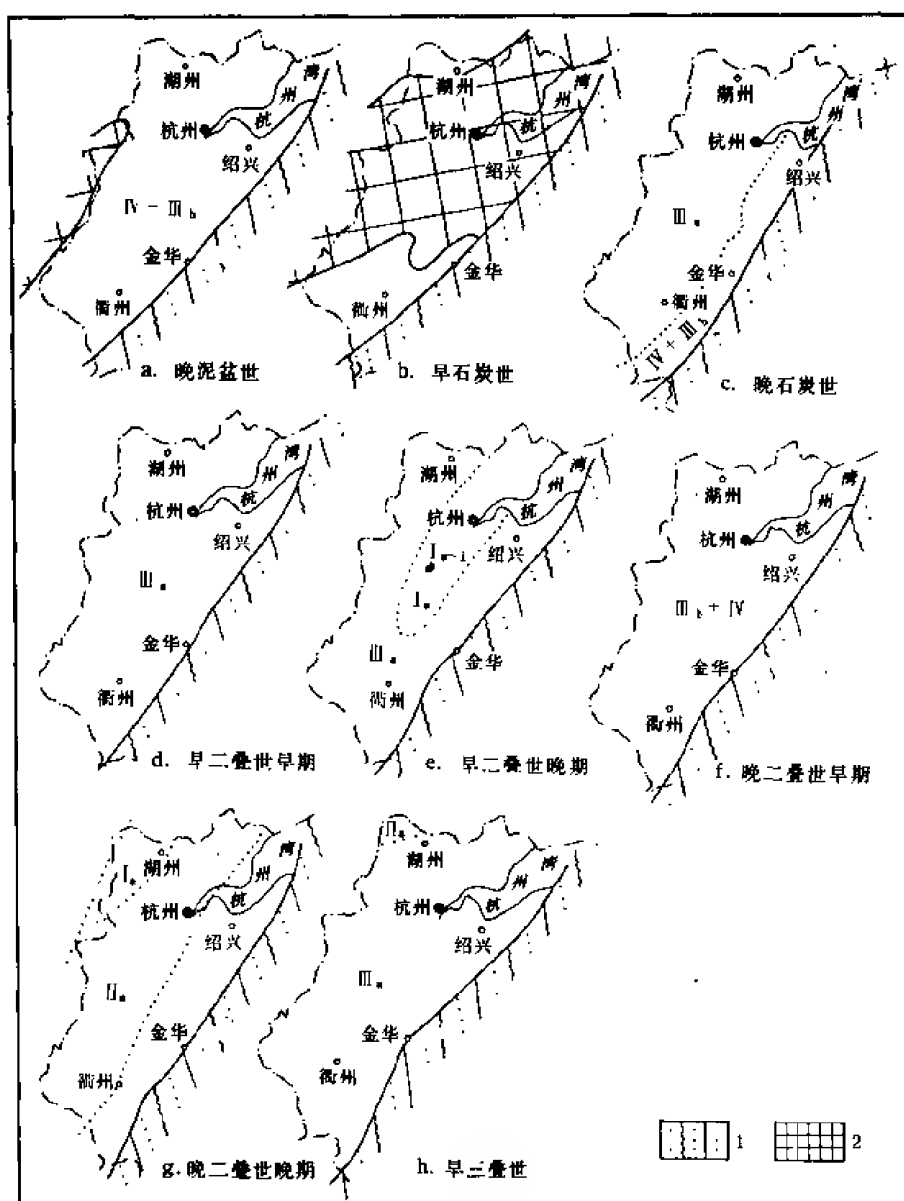 湖州
杭州
杭
州
湾
绍兴
Ⅳ-Ⅲb
金华
衢州
a. 晚泥盆世
湖州
杭州
杭
州
湾
绍兴
金华
衢州
b. 早石炭世
湖州
杭州
杭
州
湾
绍兴
Ⅲa
金华
衢州
Ⅳ+Ⅲb
c. 晚石炭世
湖州
杭州
杭
州
湾
绍兴
Ⅲa
金华
衢州
d. 早二叠世早期
湖州
杭州
杭
州
湾
绍兴
Ⅲa
金华
衢州
e. 早二叠世晚期
湖州
杭州
杭
州
湾
绍兴
Ⅲb+Ⅳ
金华
衢州
f. 晚二叠世早期
湖州
杭州
杭
州
湾
绍兴
Ⅱa
金华
衢州
g. 晚二叠世晚期
湖州
杭州
杭
州
湾
绍兴
Ⅲa
金华
衢州
h. 早三叠世
1
2